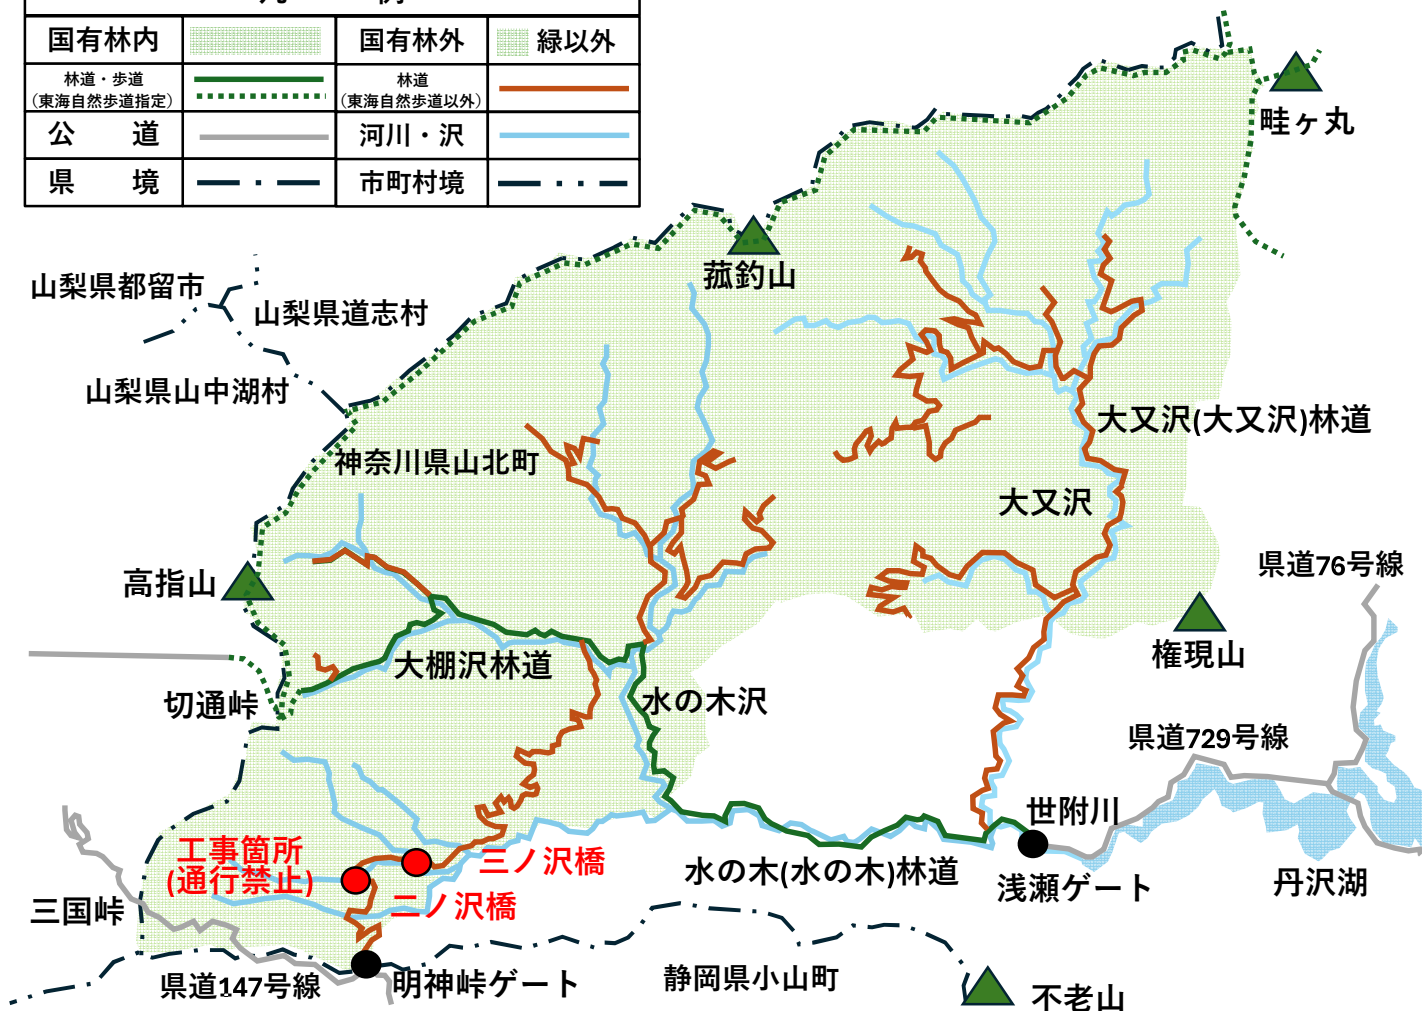 凡 例
国有林内
国有林外
緑以外
林道・歩道
(東海自然歩道指定)
林道
(東海自然歩道以外)
公 道
河川・沢
県 境
市町村境
畦ヶ丸
菰釣山
山梨県都留市
山梨県道志村
山梨県山中湖村
神奈川県山北町
大又沢(大又沢)林道
大又沢
県道76号線
高指山
権現山
大棚沢林道
切通峠
水の木沢
県道729号線
世附川
工事箇所
(通行禁止)
三ノ沢橋
二ノ沢橋
水の木(水の木)林道
浅瀬ゲート
丹沢湖
三国峠
県道147号線
明神峠ゲート
静岡県小山町
不老山